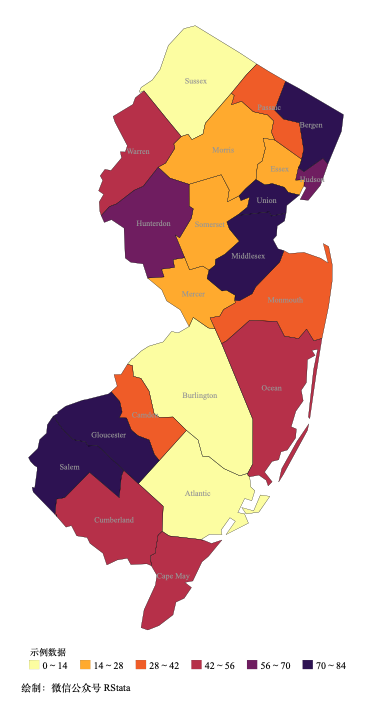 Sussex
Passaic
Bergen
Warren
Morris
Essex
Hudson
Union
Hunterdon
Somerset
Middlesex
Mercer
Monmouth
Ocean
Burlington
Camden
Gloucester
Salem
Atlantic
Cumberland
Cape May
示例数据
0 ~ 14 14 ~ 28 28 ~ 42 42 ~ 56 56 ~ 70 70 ~ 84
绘制：微信公众号 RStata